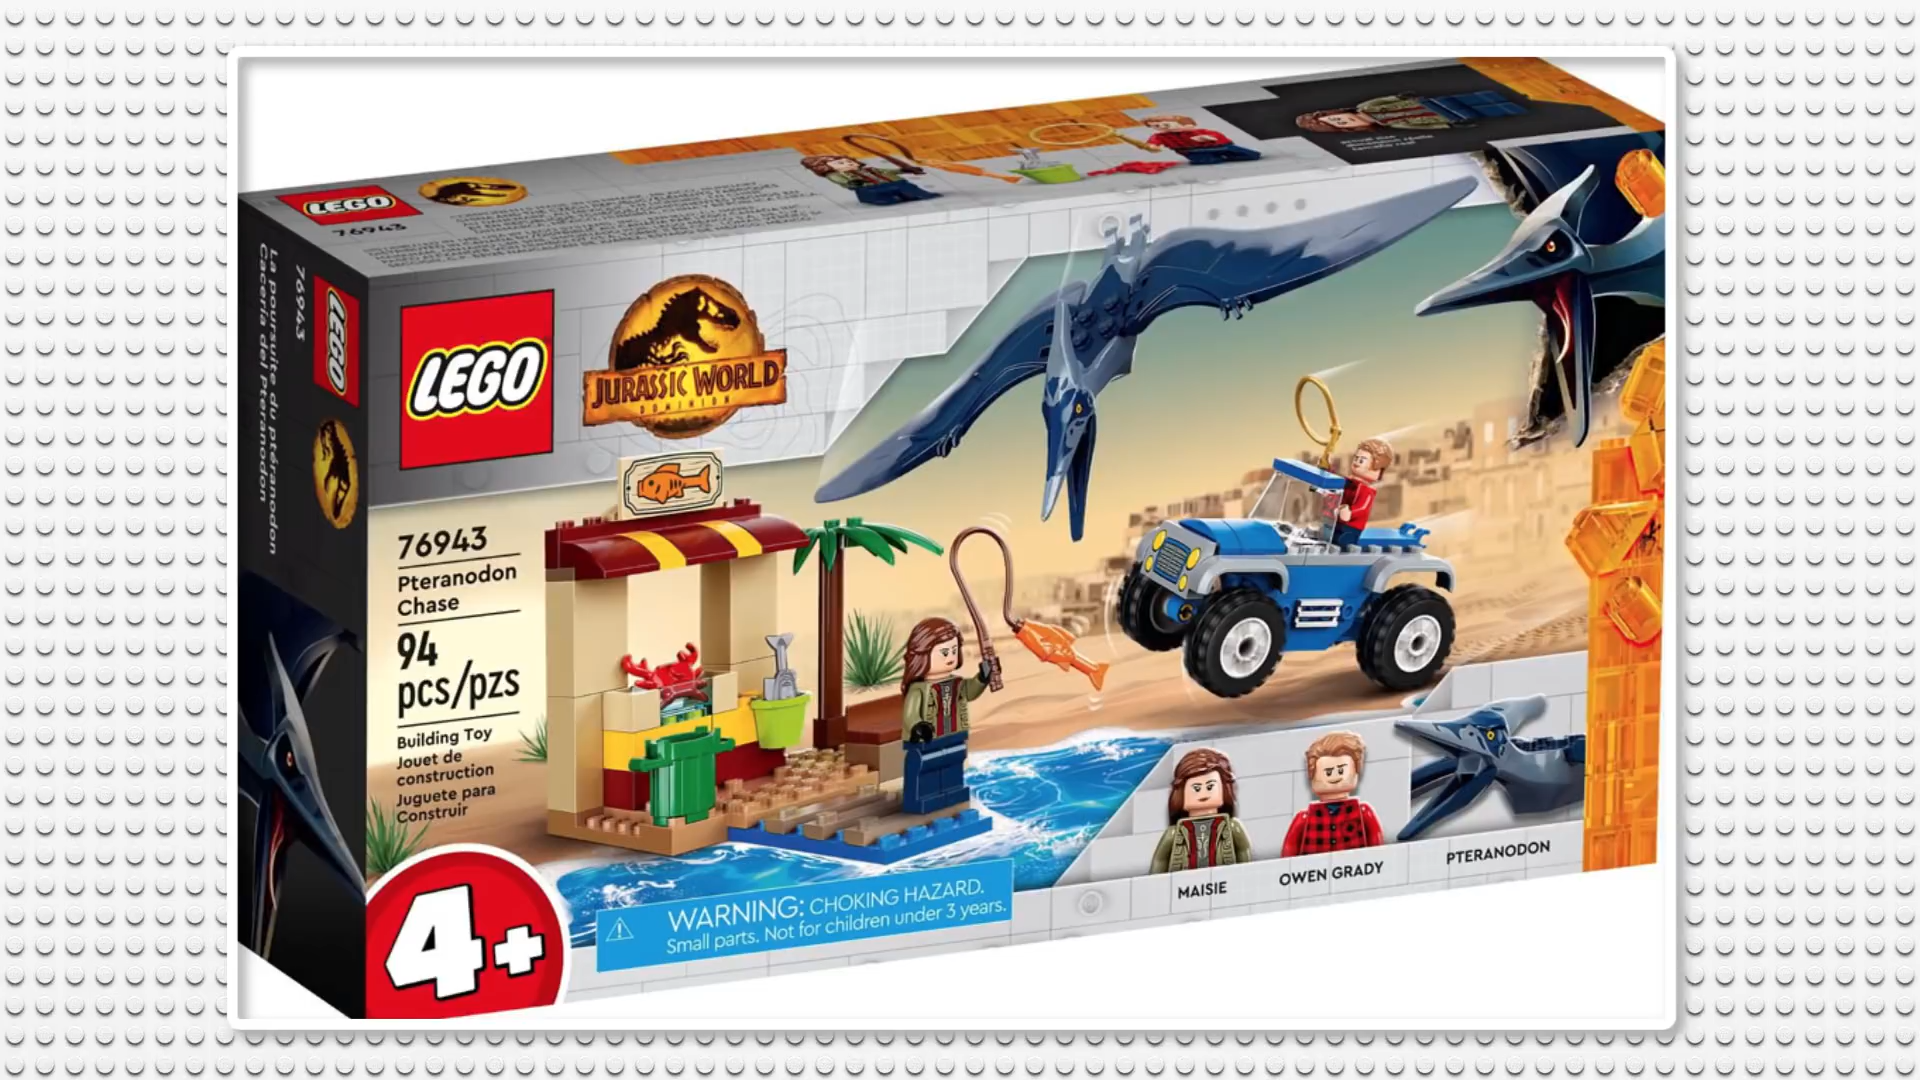 LEGO
76943
76943
LEGO
La poursuite du ptéranodon
Cacería del Pteranodon
LEGO
JURASSIC WORLD
DOMINION
76943
Pteranodon
Chase
94
pcs/pzs
Building Toy
Jouet de
construction
Juguete para
Construir
4+
WARNING: CHOKING HAZARD.
Small parts. Not for children under 3 years.
MAISIE
OWEN GRADY
PTERANODON